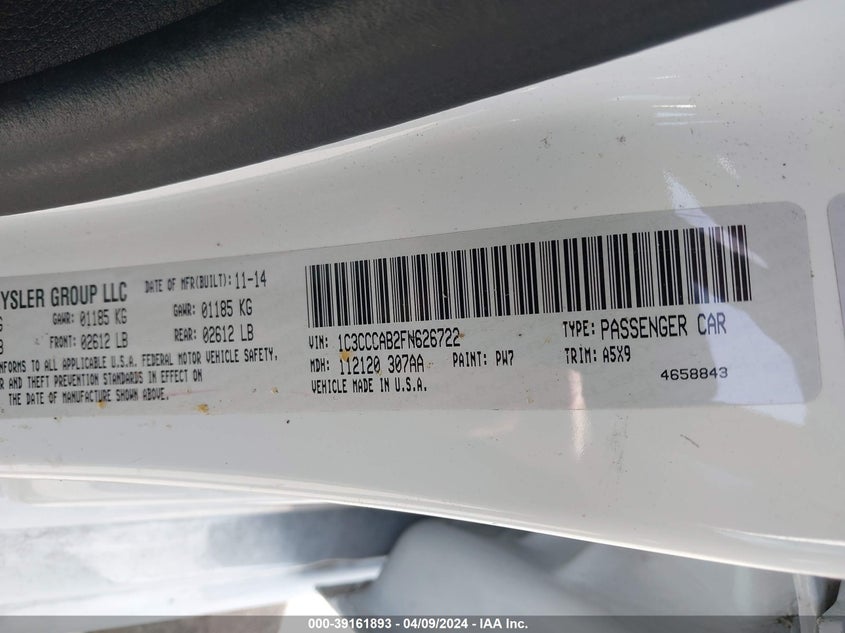 YSLER GROUP LLC DATE OF MFR(BUILT): 11-14
GAWR: 01185 KG GAWR: 01185 KG
FRONT: 02612 LB REAR: 02612 LB
NFORMS TO ALL APPLICABLE U.S.A. FEDERAL MOTOR VEHICLE SAFETY,
ER AND THEFT PREVENTION STANDARDS IN EFFECT ON
THE DATE OF MANUFACTURE SHOWN ABOVE.
VIN: 1C3CCCAB2FN626722 TYPE: PASSENGER CAR
MDH: 112120 307AA PAINT: PW7 TRIM: A5X9
VEHICLE MADE IN U.S.A. 4658843
000-39161893 - 04/09/2024 - IAA Inc.